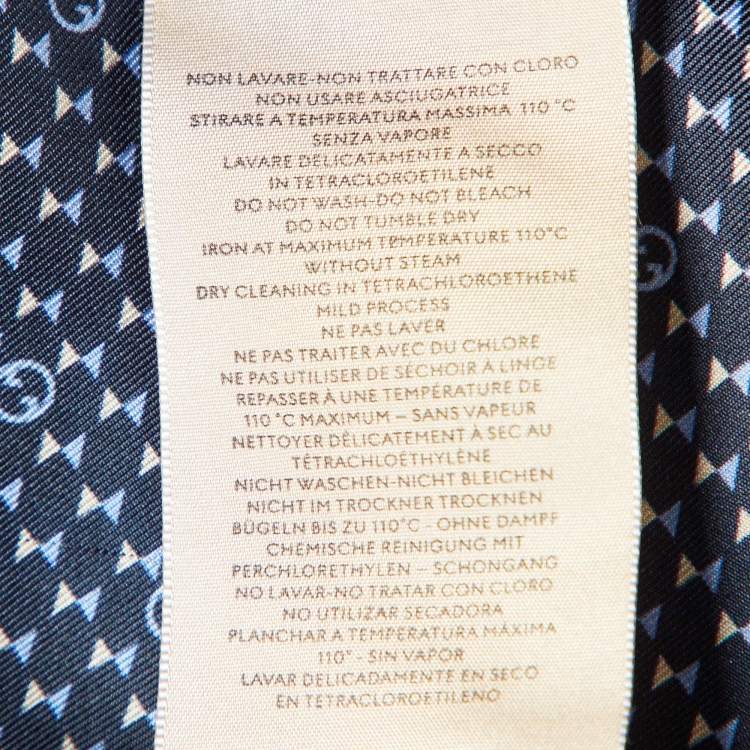 NON LAVARE-NON TRATTARE CON CLORO
NON USARE ASCIUGATRICE
STIRARE A TEMPERATURA MASSIMA 110 °C
SENZA VAPORE
LAVARE DELICATAMENTE A SECCO
IN TETRACLOROETILENE
DO NOT WASH-DO NOT BLEACH
DO NOT TUMBLE DRY
IRON AT MAXIMUM TEMPERATURE 110°C
WITHOUT STEAM
DRY CLEANING IN TETRACHLOROETHENE
MILD PROCESS
NE PAS LAVER
NE PAS TRAITER AVEC DU CHLORE
NE PAS UTILISER DE SÉCHOIR À LINGE
REPASSER À UNE TEMPÉRATURE DE
110 °C MAXIMUM – SANS VAPEUR
NETTOYER DÉLICATEMENT À SEC AU
TÉTRACHLOÉTHYLÈNE
NICHT WASCHEN-NICHT BLEICHEN
NICHT IM TROCKNER TROCKNEN
BÜGELN BIS ZU 110°C - OHNE DAMPF
CHEMISCHE REINIGUNG MIT
PERCHLORETHYLEN – SCHONGANG
NO LAVAR-NO TRATAR CON CLORO
NO UTILIZAR SECADORA
PLANCHAR A TEMPERATURA MÁXIMA
110° - SIN VAPOR
LAVAR DELICADAMENTE EN SECO
EN TETRACLOROETILENO